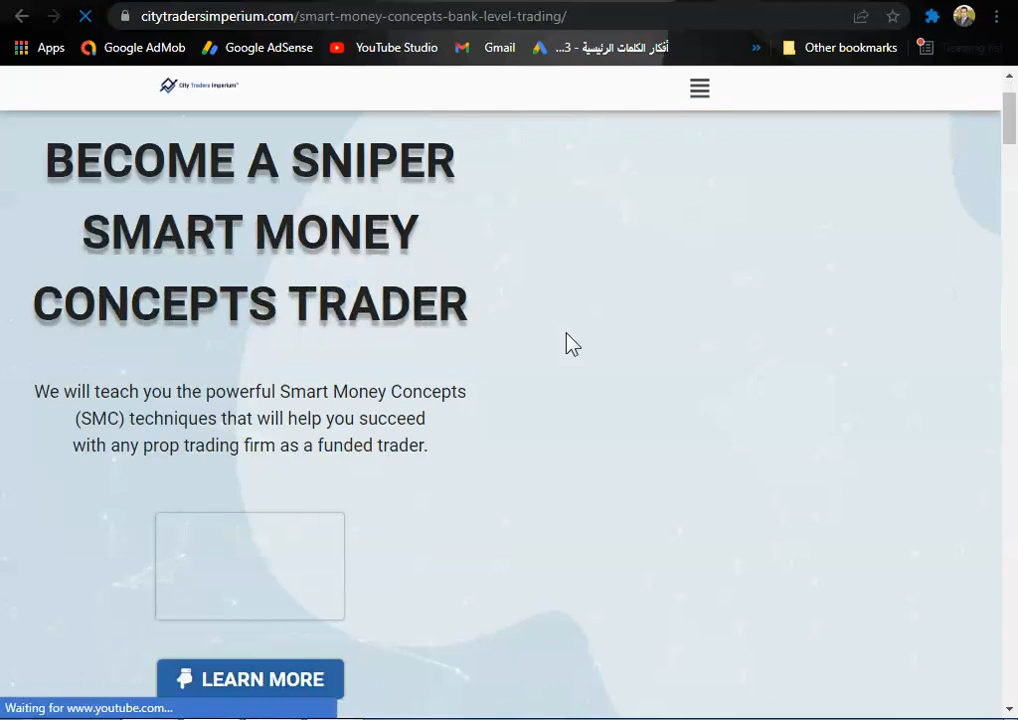 citytradersimperium.com/smart-money-concepts-bank-level-trading/
Apps
Google AdMob
Google AdSense
YouTube Studio
Gmail
أفكار الكلمات الرئيسية - 3...
»
Other bookmarks
Reading list
City Traders Imperium
BECOME A SNIPER
SMART MONEY
CONCEPTS TRADER
We will teach you the powerful Smart Money Concepts
(SMC) techniques that will help you succeed
with any prop trading firm as a funded trader.
LEARN MORE
Waiting for www.youtube.com...